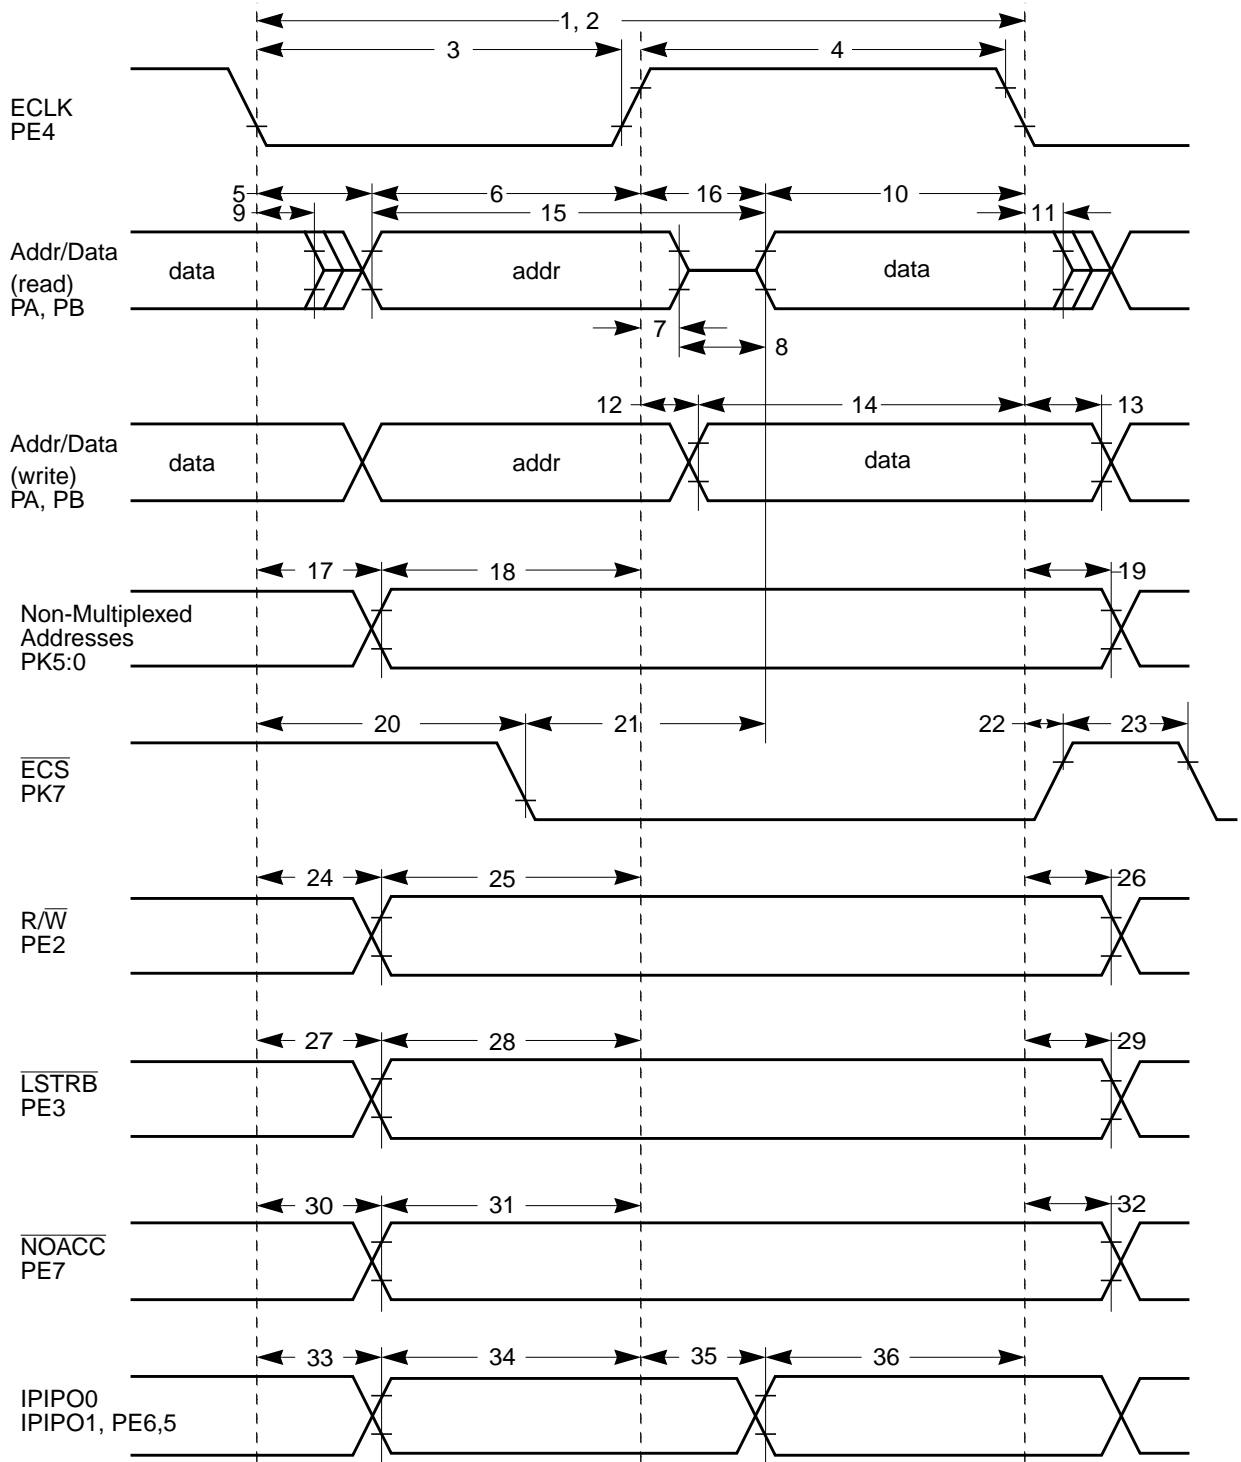 1, 2
3
4
ECLK
PE4
5
6
16
10
9
15
11
Addr/Data
(read)
PA, PB
data
addr
data
7
8
12
14
13
Addr/Data
(write)
PA, PB
data
addr
data
17
18
19
Non-Multiplexed
Addresses
PK5:0
20
21
22
23
ECS
PK7
24
25
26
R/W
PE2
27
28
29
LSTRB
PE3
30
31
32
NOACC
PE7
33
34
35
36
IPIPO0
IPIPO1, PE6,5